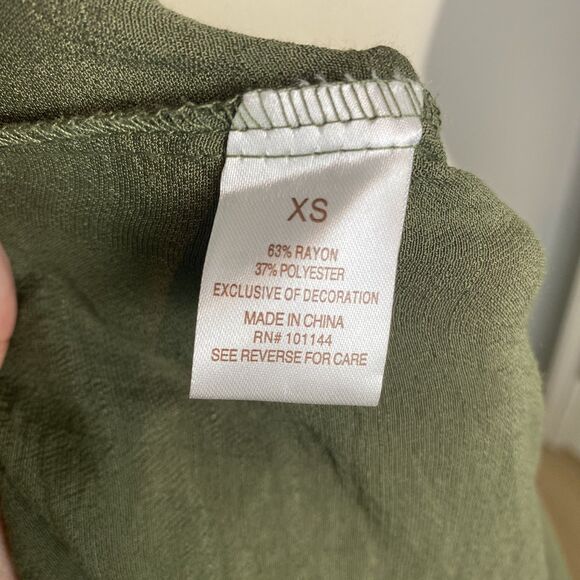 XS
63% RAYON
37% POLYESTER
EXCLUSIVE OF DECORATION
MADE IN CHINA
RN# 101144
SEE REVERSE FOR CARE